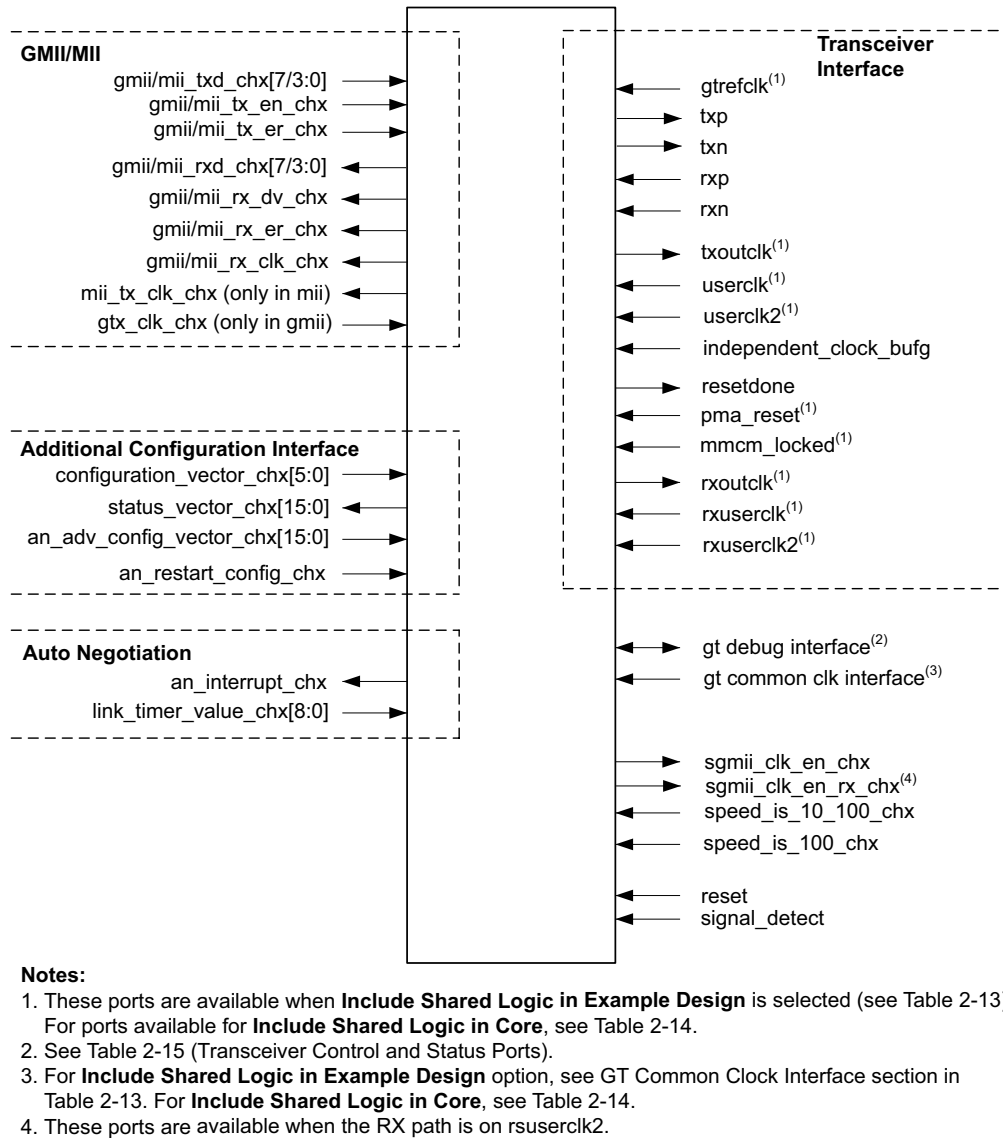 GMII/MII
gmii/mii_txd_chx[7/3:0]
gmii/mii_tx_en_chx
gmii/mii_tx_er_chx
gmii/mii_rxd_chx[7/3:0]
gmii/mii_rx_dv_chx
gmii/mii_rx_er_chx
gmii/mii_rx_clk_chx
mii_tx_clk_chx (only in mii)
gtx_clk_chx (only in gmii)
Additional Configuration Interface
configuration_vector_chx[5:0]
status_vector_chx[15:0]
an_adv_config_vector_chx[15:0]
an_restart_config_chx
Auto Negotiation
an_interrupt_chx
link_timer_value_chx[8:0]
Transceiver
Interface
gtrefclk(1)
txp
txn
rxp
rxn
txoutclk(1)
userclk(1)
userclk2(1)
independent_clock_bufg
resetdone
pma_reset(1)
mmcm_locked(1)
rxoutclk(1)
rxuserclk(1)
rxuserclk2(1)
gt debug interface(2)
gt common clk interface(3)
sgmii_clk_en_chx
sgmii_clk_en_rx_chx(4)
speed_is_10_100_chx
speed_is_100_chx
reset
signal_detect
Notes:
1. These ports are available when Include Shared Logic in Example Design is selected (see Table 2-13)
For ports available for Include Shared Logic in Core, see Table 2-14.
2. See Table 2-15 (Transceiver Control and Status Ports).
3. For Include Shared Logic in Example Design option, see GT Common Clock Interface section in
Table 2-13. For Include Shared Logic in Core, see Table 2-14.
4. These ports are available when the RX path is on rsuserclk2.